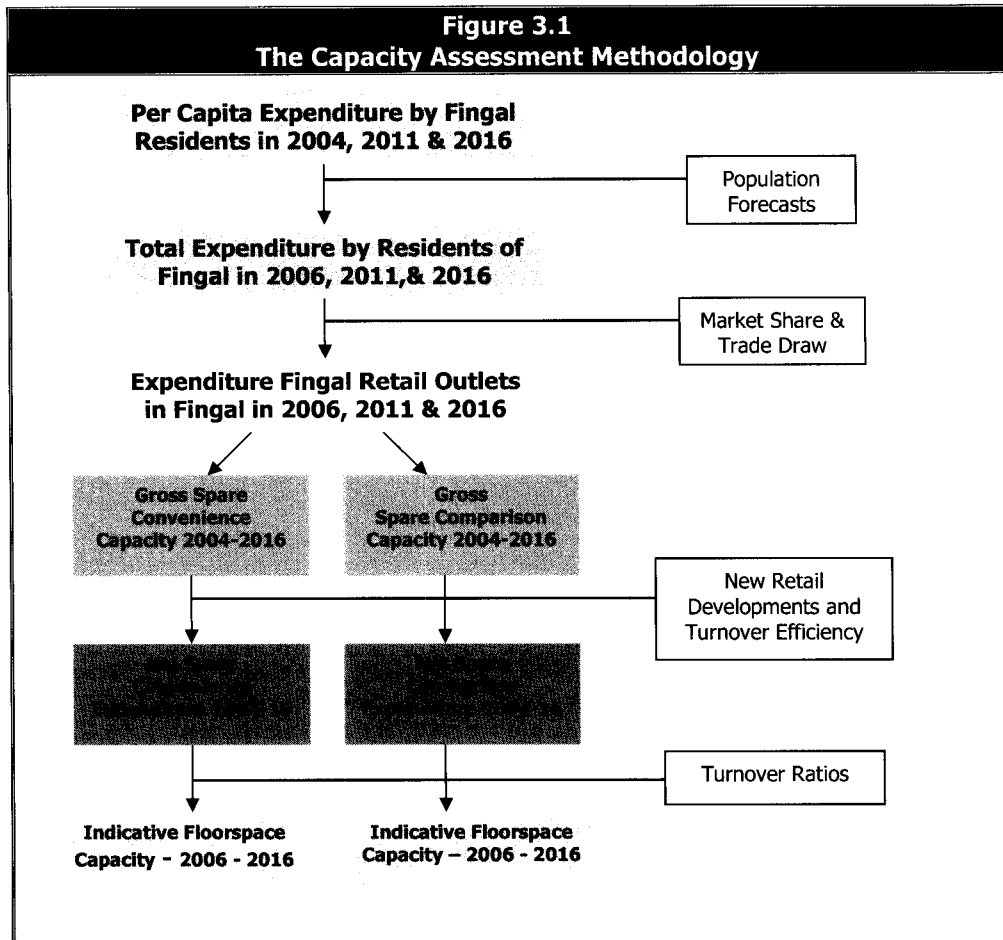 Figure 3.1
The Capacity Assessment Methodology
Per Capita Expenditure by Fingal
Residents in 2004, 2011 & 2016
Population
Forecasts
Total Expenditure by Residents of
Fingal in 2006, 2011,& 2016
Market Share &
Trade Draw
Expenditure Fingal Retail Outlets
in Fingal in 2006, 2011 & 2016
Gross Spare
Convenience
Capacity 2004-2016
Gross
Spare Comparison
Capacity 2004-2016
New Retail
Developments and
Turnover Efficiency
Turnover Ratios
Indicative Floorspace
Capacity - 2006 - 2016
Indicative Floorspace
Capacity – 2006 - 2016